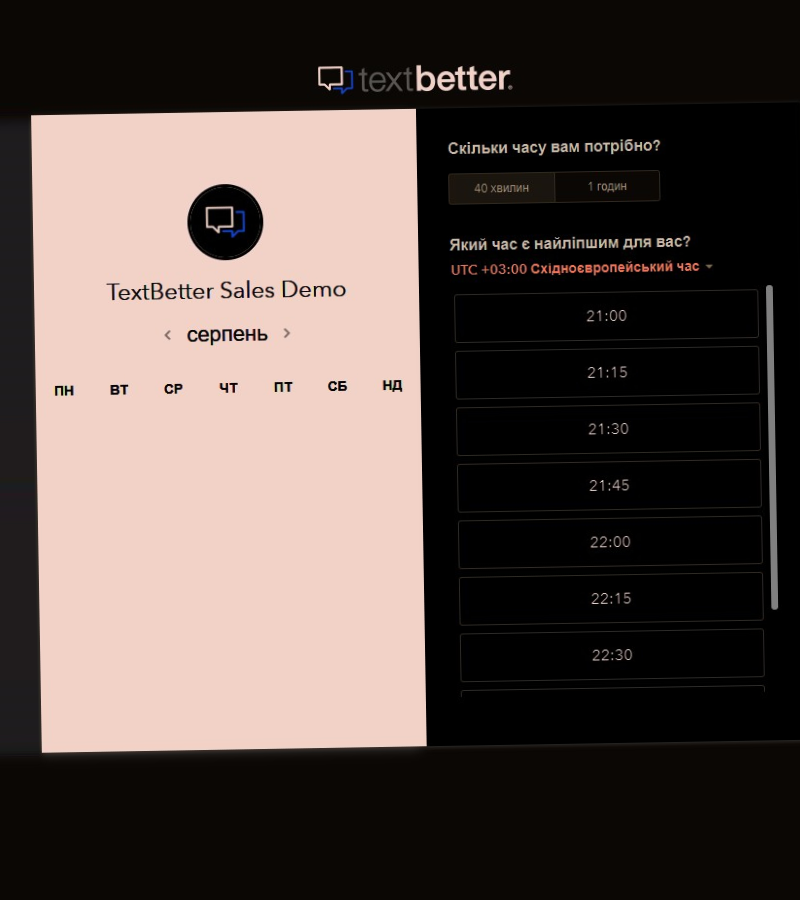 textbetter.
TextBetter Sales Demo
серпень
ПН ВТ СР ЧТ ПТ СБ НД
Скільки часу вам потрібно?
40 хвилин 1 годин
Який час є найліпшим для вас?
UTC +03:00 Східноєвропейський час
21:00
21:15
21:30
21:45
22:00
22:15
22:30